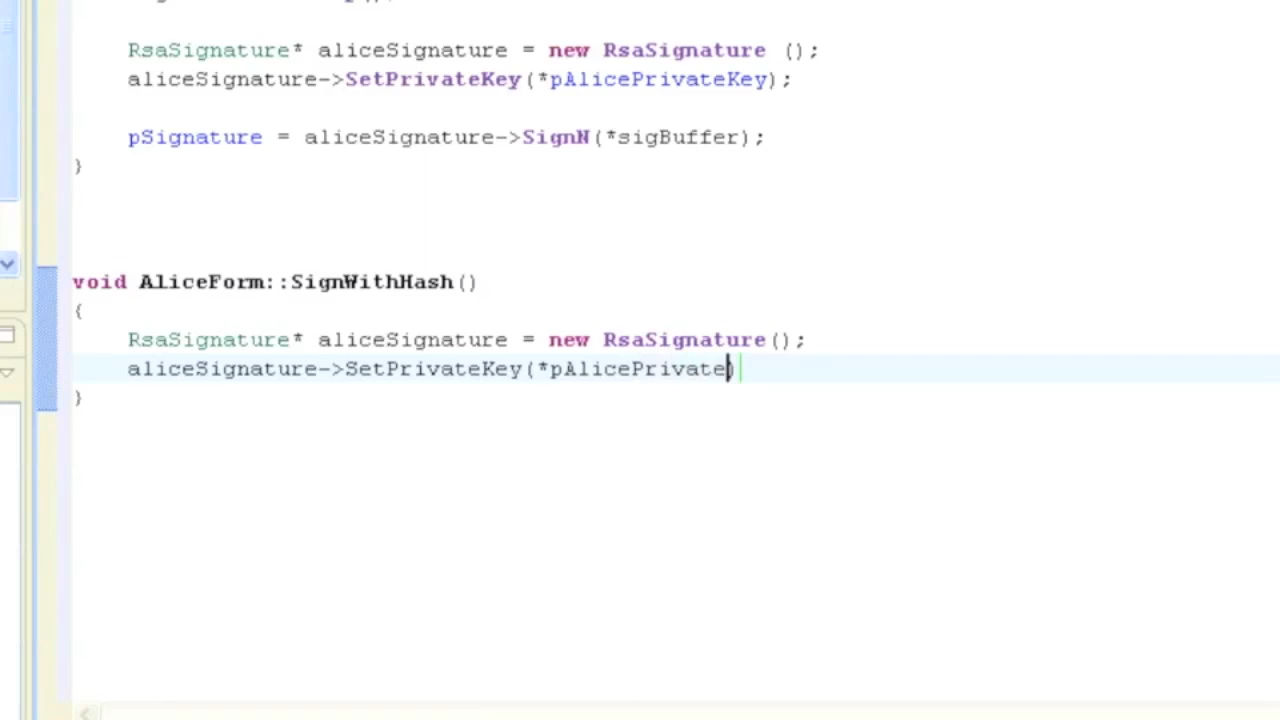 RsaSignature* aliceSignature = new RsaSignature ();
aliceSignature->SetPrivateKey(*pAlicePrivateKey);
pSignature = aliceSignature->SignN(*sigBuffer);
}
void AliceForm::SignWithHash()
{
RsaSignature* aliceSignature = new RsaSignature();
aliceSignature->SetPrivateKey(*pAlicePrivate)
}